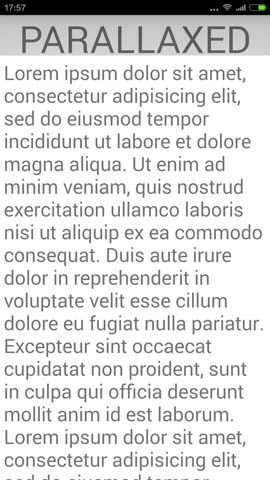 17:57
PARALLAXED
Lorem ipsum dolor sit amet,
consectetur adipisicing elit,
sed do eiusmod tempor
incididunt ut labore et dolore
magna aliqua. Ut enim ad
minim veniam, quis nostrud
exercitation ullamco laboris
nisi ut aliquip ex ea commodo
consequat. Duis aute irure
dolor in reprehenderit in
voluptate velit esse cillum
dolore eu fugiat nulla pariatur.
Excepteur sint occaecat
cupidatat non proident, sunt
in culpa qui officia deserunt
mollit anim id est laborum.
Lorem ipsum dolor sit amet,
consectetur adipisicing elit,
sed do eiusmod tempor